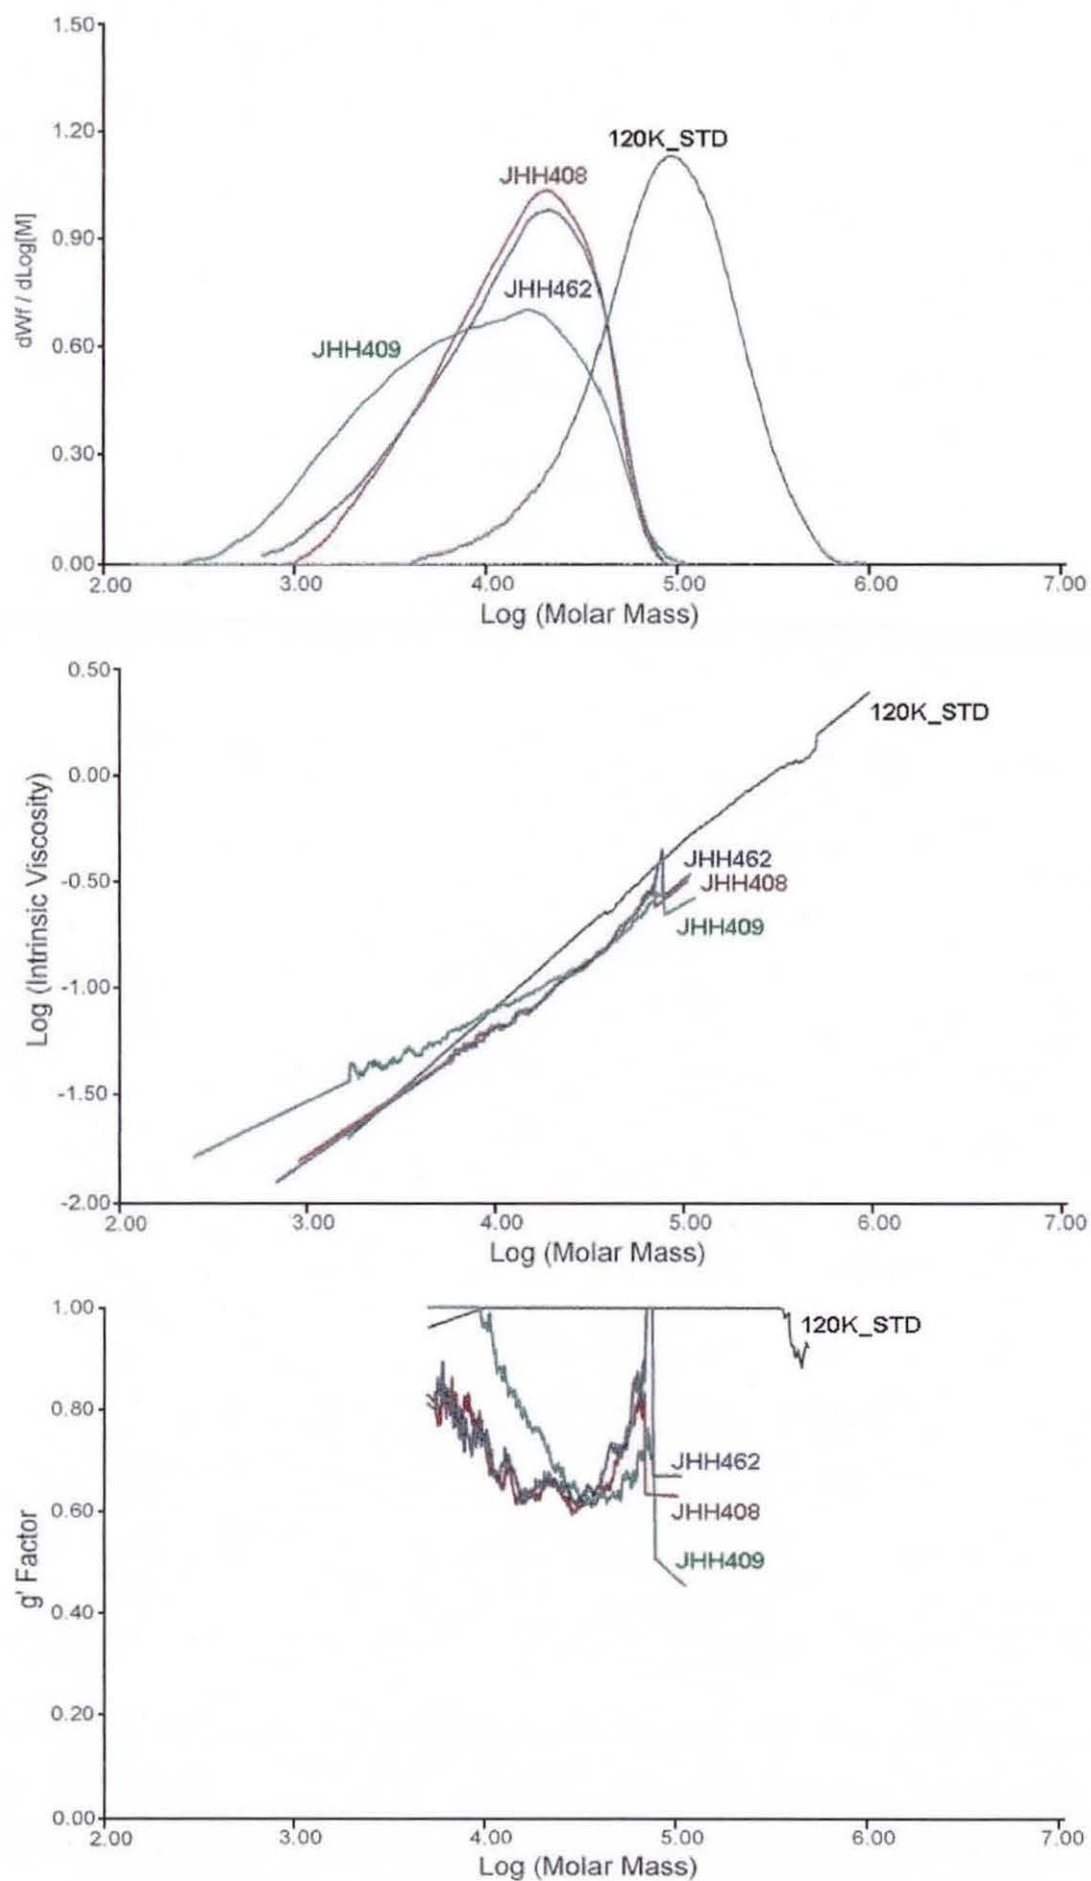 1.50
1.20
0.90
0.60
0.30
0.00
dWf / dLog[M]
120K_STD
JHH408
JHH462
JHH409
2.00 3.00 4.00 5.00 6.00 7.00
Log (Molar Mass)
0.50
0.00
-0.50
-1.00
-1.50
-2.00
Log (Intrinsic Viscosity)
120K_STD
JHH462
JHH408
JHH409
2.00 3.00 4.00 5.00 6.00 7.00
Log (Molar Mass)
1.00
0.80
0.60
0.40
0.20
0.00
g' Factor
120K_STD
JHH462
JHH408
JHH409
2.00 3.00 4.00 5.00 6.00 7.00
Log (Molar Mass)